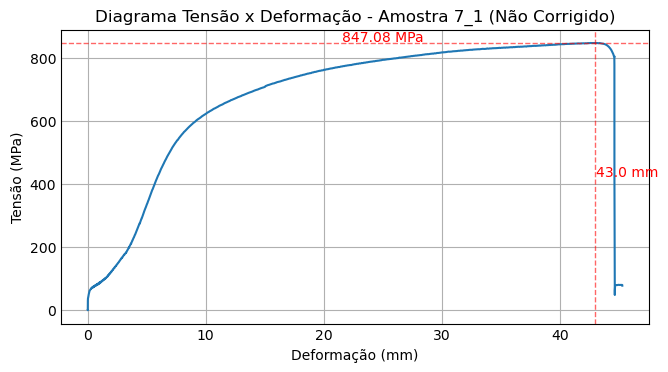 Diagrama Tensão x Deformação - Amostra 7_1 (Não Corrigido)
847.08 MPa
800
600
43.0 mm
400
200
0
Tensão (MPa)
0 10 20 30 40
Deformação (mm)